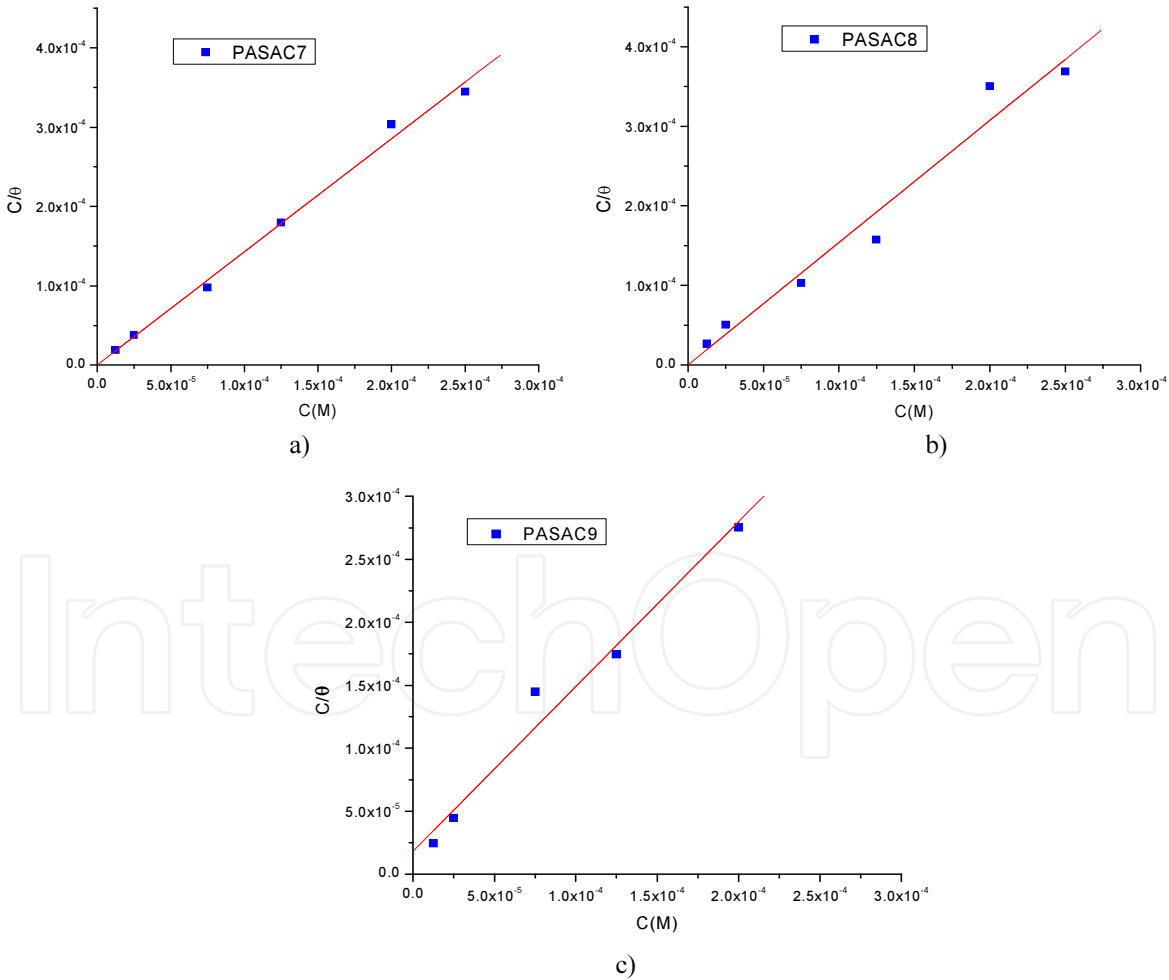 PASAC7
4.0x10⁻⁴
3.0x10⁻⁴
2.0x10⁻⁴
1.0x10⁻⁴
0.0
C/θ
0.0 5.0x10⁻⁵ 1.0x10⁻⁴ 1.5x10⁻⁴ 2.0x10⁻⁴ 2.5x10⁻⁴ 3.0x10⁻⁴
C(M)
a)
PASAC8
4.0x10⁻⁴
3.0x10⁻⁴
2.0x10⁻⁴
1.0x10⁻⁴
0.0
C/θ
0.0 5.0x10⁻⁵ 1.0x10⁻⁴ 1.5x10⁻⁴ 2.0x10⁻⁴ 2.5x10⁻⁴ 3.0x10⁻⁴
C(M)
b)
PASAC9
3.0x10⁻⁴
2.5x10⁻⁴
2.0x10⁻⁴
1.5x10⁻⁴
1.0x10⁻⁴
5.0x10⁻⁵
0.0
C/θ
0.0 5.0x10⁻⁵ 1.0x10⁻⁴ 1.5x10⁻⁴ 2.0x10⁻⁴ 2.5x10⁻⁴ 3.0x10⁻⁴
C(M)
c)
IntechOpen